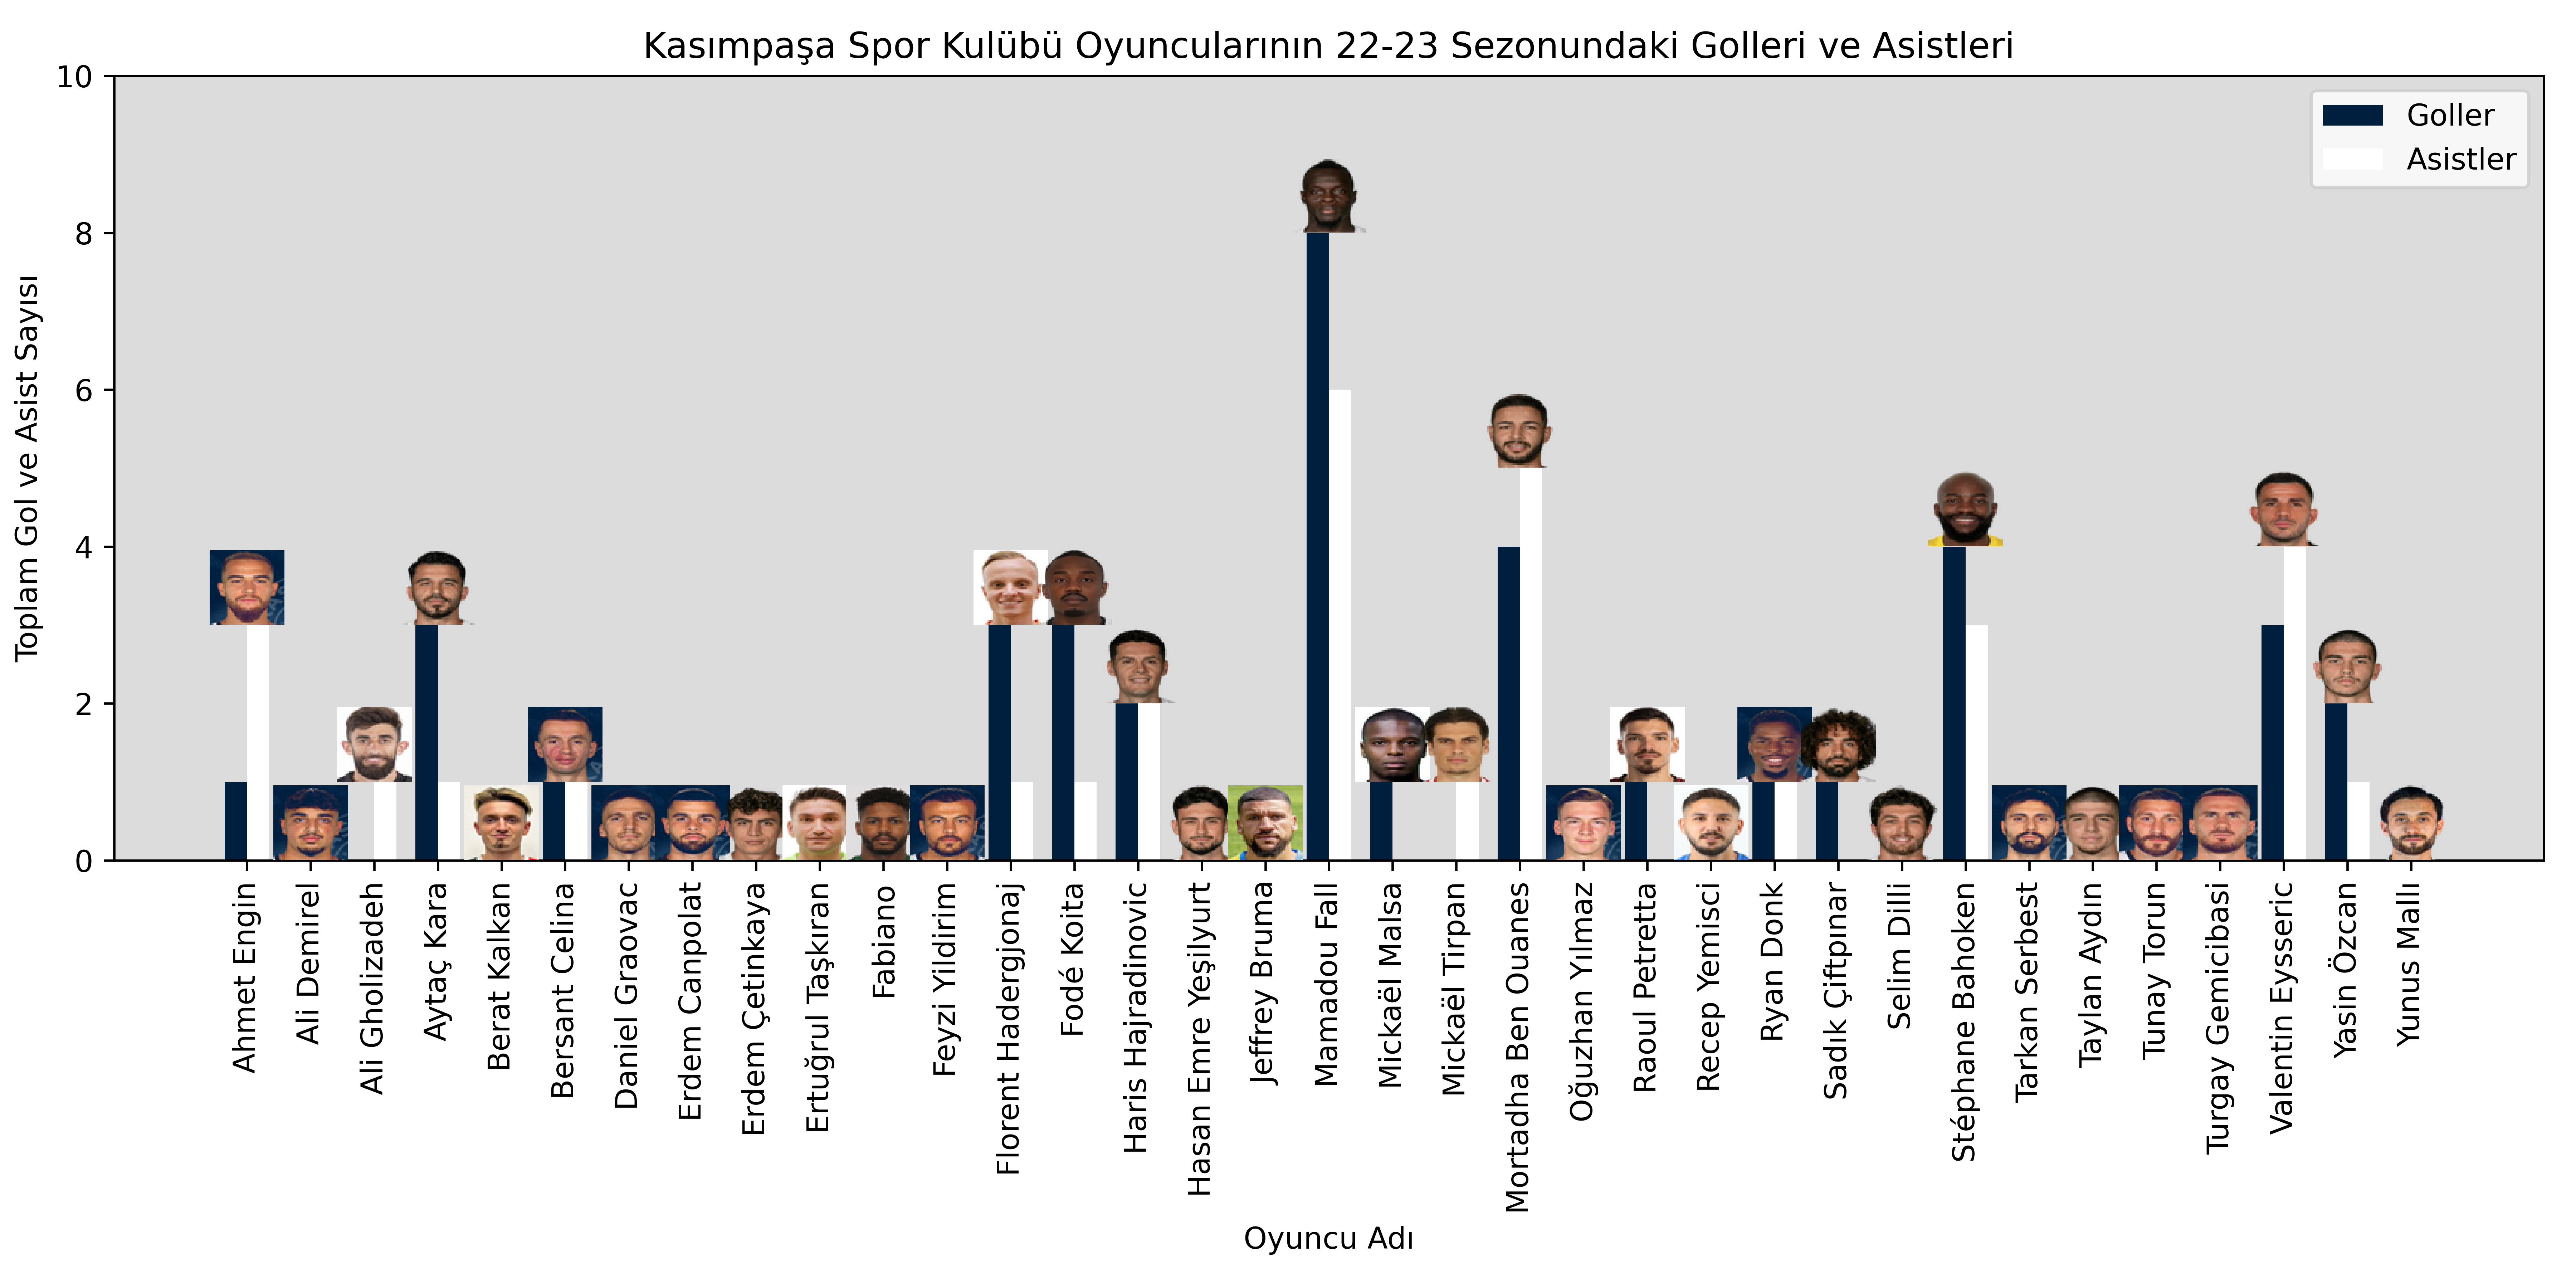 Kasımpaşa Spor Kulübü Oyuncularının 22-23 Sezonundaki Golleri ve Asistleri
Goller
Asistler
Toplam Gol ve Asist Sayısı
10
8
6
4
2
0
Ahmet Engin
Ali Demirel
Ali Gholizadeh
Aytaç Kara
Berat Kalkan
Bersant Celina
Daniel Graovac
Erdem Canpolat
Erdem Çetinkaya
Ertuğrul Taşkıran
Fabiano
Feyzi Yildirim
Florent Hadergjonaj
Fodé Koita
Haris Hajradinovic
Hasan Emre Yeşilyurt
Jeffrey Bruma
Mamadou Fall
Mickaël Malsa
Mickaël Tirpan
Mortadha Ben Ouanes
Oğuzhan Yılmaz
Raoul Petretta
Recep Yemisci
Ryan Donk
Sadık Çiftpınar
Selim Dilli
Stéphane Bahoken
Tarkan Serbest
Taylan Aydın
Tunay Torun
Turgay Gemicibasi
Valentin Eysseric
Yasin Özcan
Yunus Mallı
Oyuncu Adı